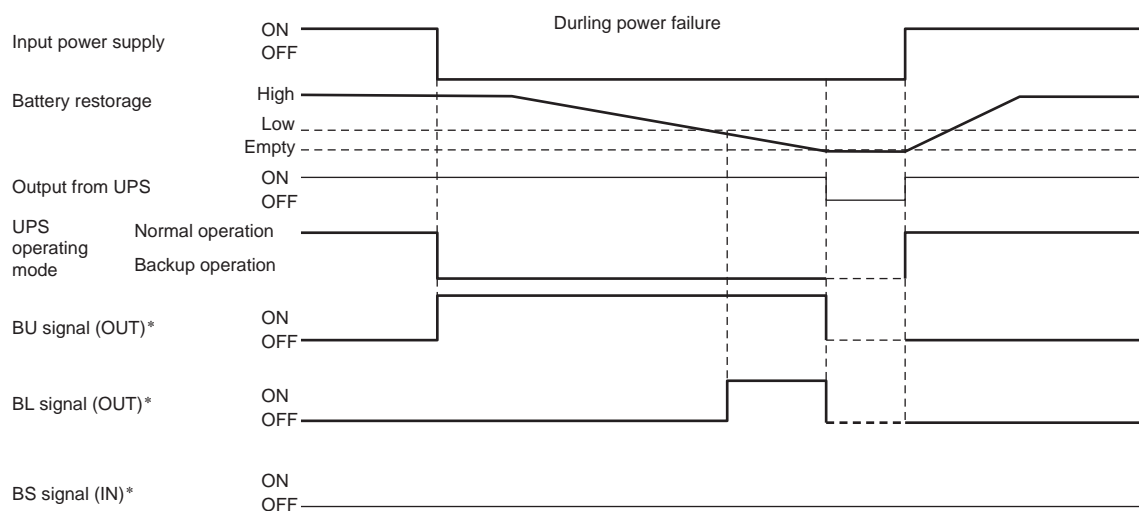 Durling power failure
Input power supply
ON
OFF
Battery restorage
High
Low
Empty
Output from UPS
ON
OFF
UPS
operating
mode
Normal operation
Backup operation
BU signal (OUT)*
ON
OFF
BL signal (OUT)*
ON
OFF
BS signal (IN)*
ON
OFF